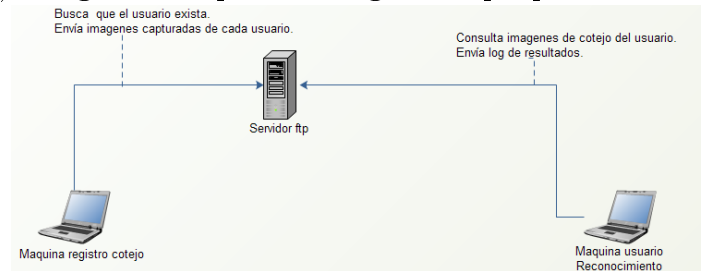 Busca que el usuario exista.
Envía imagenes capturadas de cada usuario.
Consulta imagenes de cotejo del usuario.
Envía log de resultados.
Servidor ftp
Maquina registro cotejo
Maquina usuario
Reconocimiento